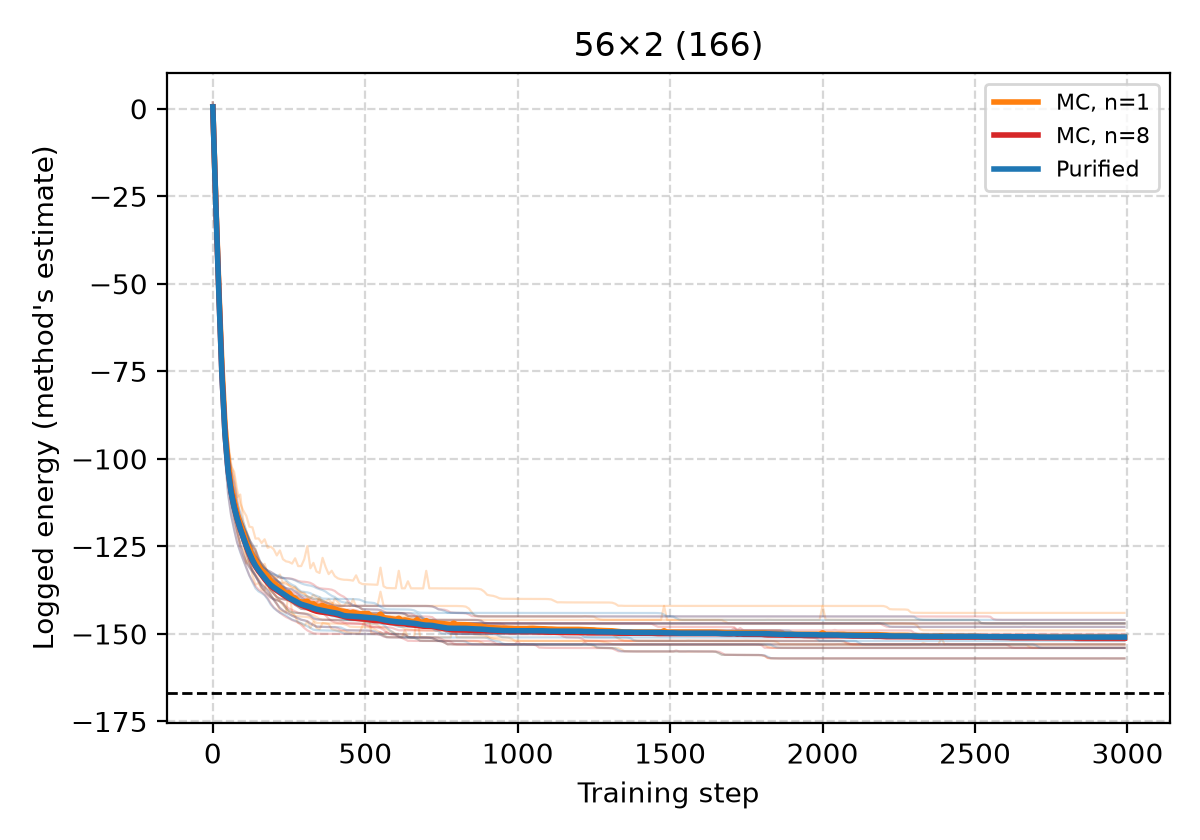 56×2 (166)
MC, n=1
MC, n=8
Purified
Logged energy (method's estimate)
0
−25
−50
−75
−100
−125
−150
−175
0 500 1000 1500 2000 2500 3000
Training step